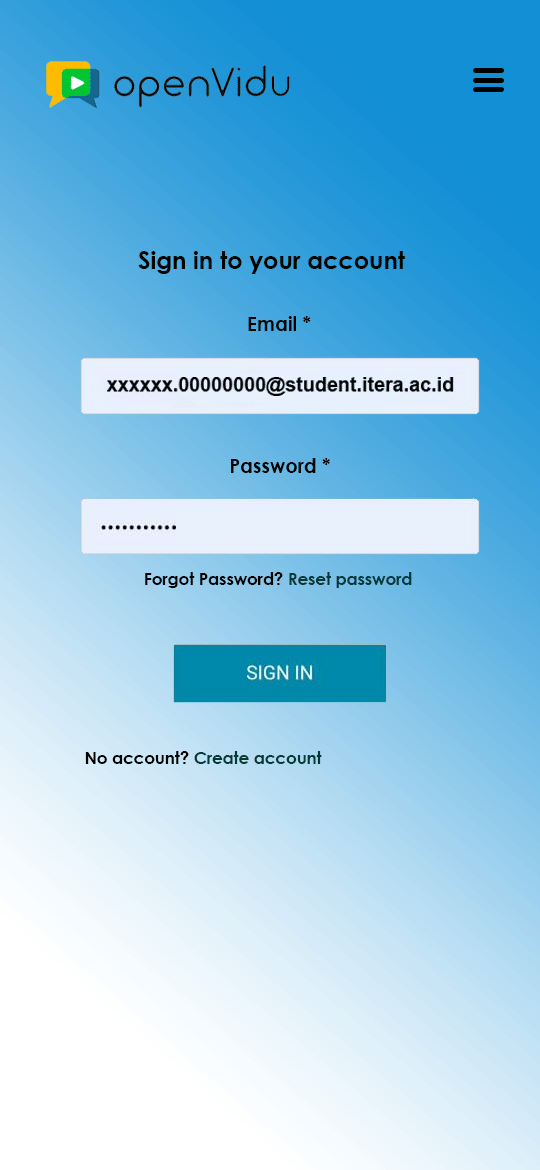 openVidu
Sign in to your account
Email *
xxxxxx.00000000@student.itera.ac.id
Password *
•••••••••••
Forgot Password? Reset password
SIGN IN
No account? Create account